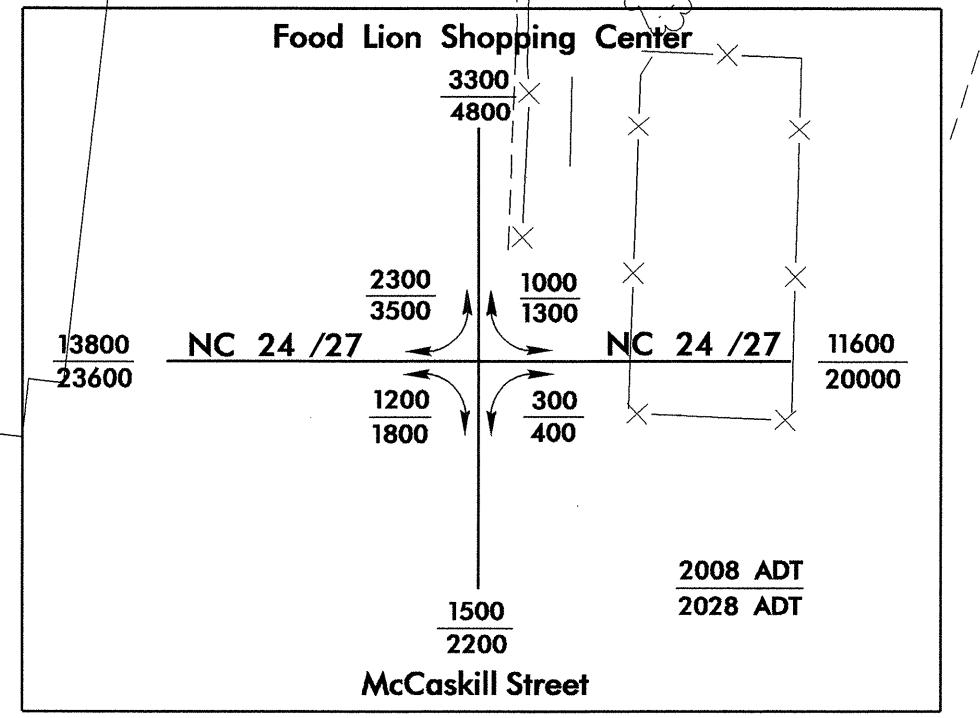 Food Lion Shopping Center
3300
4800
2300
3500
1000
1300
13800
23600
NC 24 /27
NC 24 /27
11600
20000
1200
1800
300
400
2008 ADT
2028 ADT
1500
2200
McCaskill Street